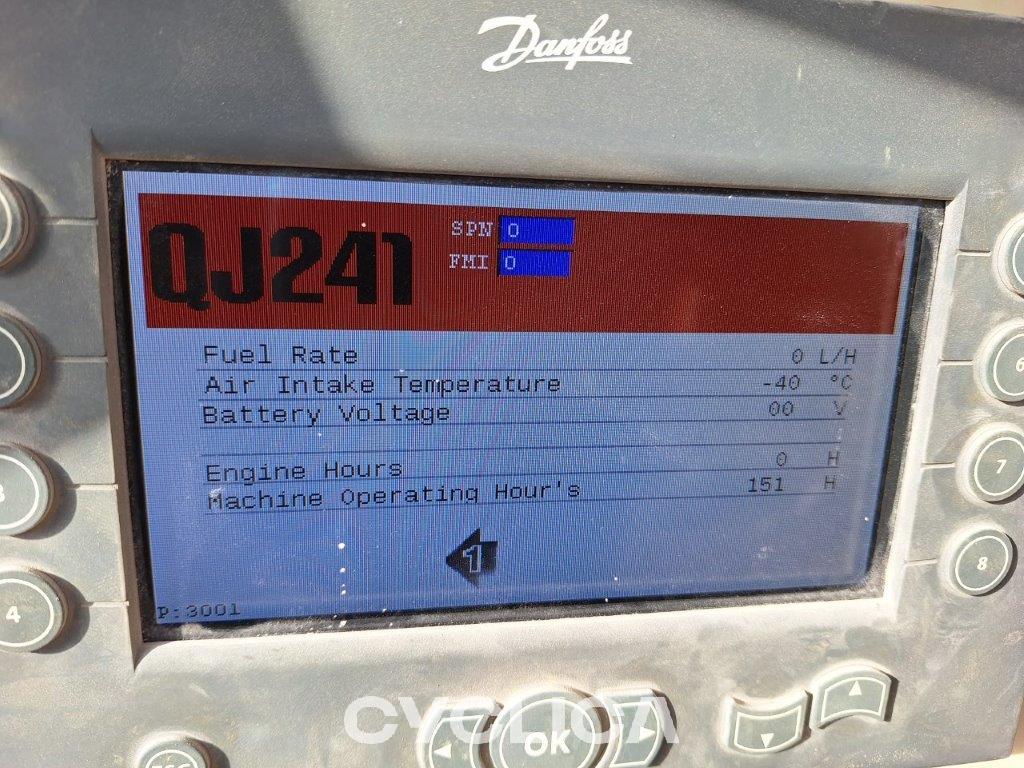 Danfoss
QJ241
SPN 0
FMI 0
Fuel Rate 0 L/H
Air Intake Temperature -40 °C
Battery Voltage 00 V
Engine Hours 0 H
Machine Operating Hour's 151 H
1
P:3001
4
7
8
CYCLICA
OK